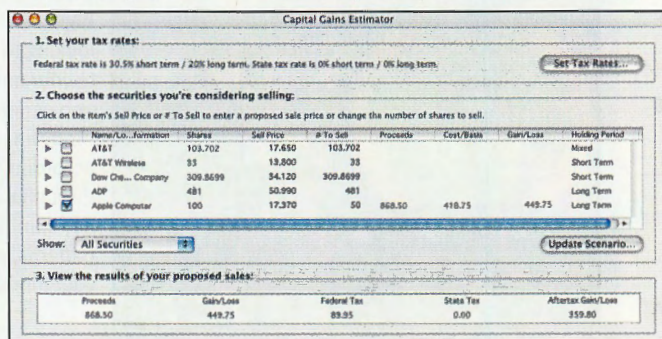 Capital Gains Estimator
1. Set your tax rates:
Federal tax rate is 30.5% short term / 20% long term. State tax rate is 0% short term / 0% long term.
Set Tax Rates...
2. Choose the securities you're considering selling:
Click on the item's Sell Price or # To Sell to enter a proposed sale price or change the number of shares to sell.
Name/Lo...formation Shares Sell Price # To Sell Proceeds Cost/Basis Gain/Loss Holding Period
AT&T 103.702 17.650 103.702 Mixed
AT&T Wireless 33 13.800 33 Short Term
Dow Che... Company 309.8699 34.120 309.8699 Short Term
ADP 481 50.990 481 Long Term
Apple Computer 100 17.370 50 868.50 418.75 449.75 Long Term
Show: All Securities
Update Scenario...
3. View the results of your proposed sales:
Proceeds Gain/Loss Federal Tax State Tax Aftertax Gain/Loss
868.50 449.75 89.95 0.00 359.80